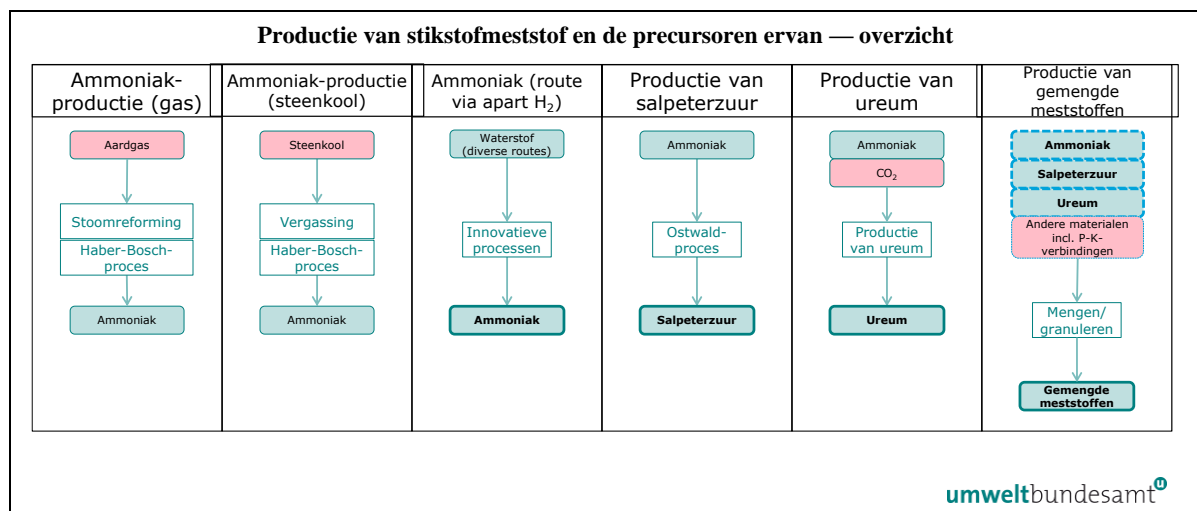 Productie van stikstofmeststof en de precursoren ervan — overzicht
Ammoniak-
productie (gas)
Aardgas
Stoomreforming
Haber-Bosch-
proces
Ammoniak
Ammoniak-productie
(steenkool)
Steenkool
Vergassing
Haber-Bosch-
proces
Ammoniak
Ammoniak (route
via apart H₂)
Waterstof
(diverse routes)
Innovatieve
processen
Ammoniak
Productie van
salpeterzuur
Ammoniak
Ostwald-
proces
Salpeterzuur
Productie van
ureum
Ammoniak
CO₂
Productie
van ureum
Ureum
Productie van
gemengde
meststoffen
Ammoniak
Salpeterzuur
Ureum
Andere materialen
incl. P-K-
verbindingen
Mengen/
granuleren
Gemengde
meststoffen
umweltbundesamt